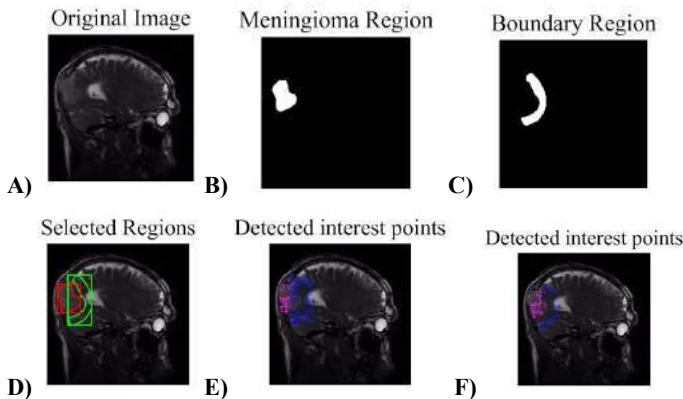 Original Image
Meningioma Region
Boundary Region
A)
B)
C)
Selected Regions
Detected interest points
Detected interest points
D)
E)
F)